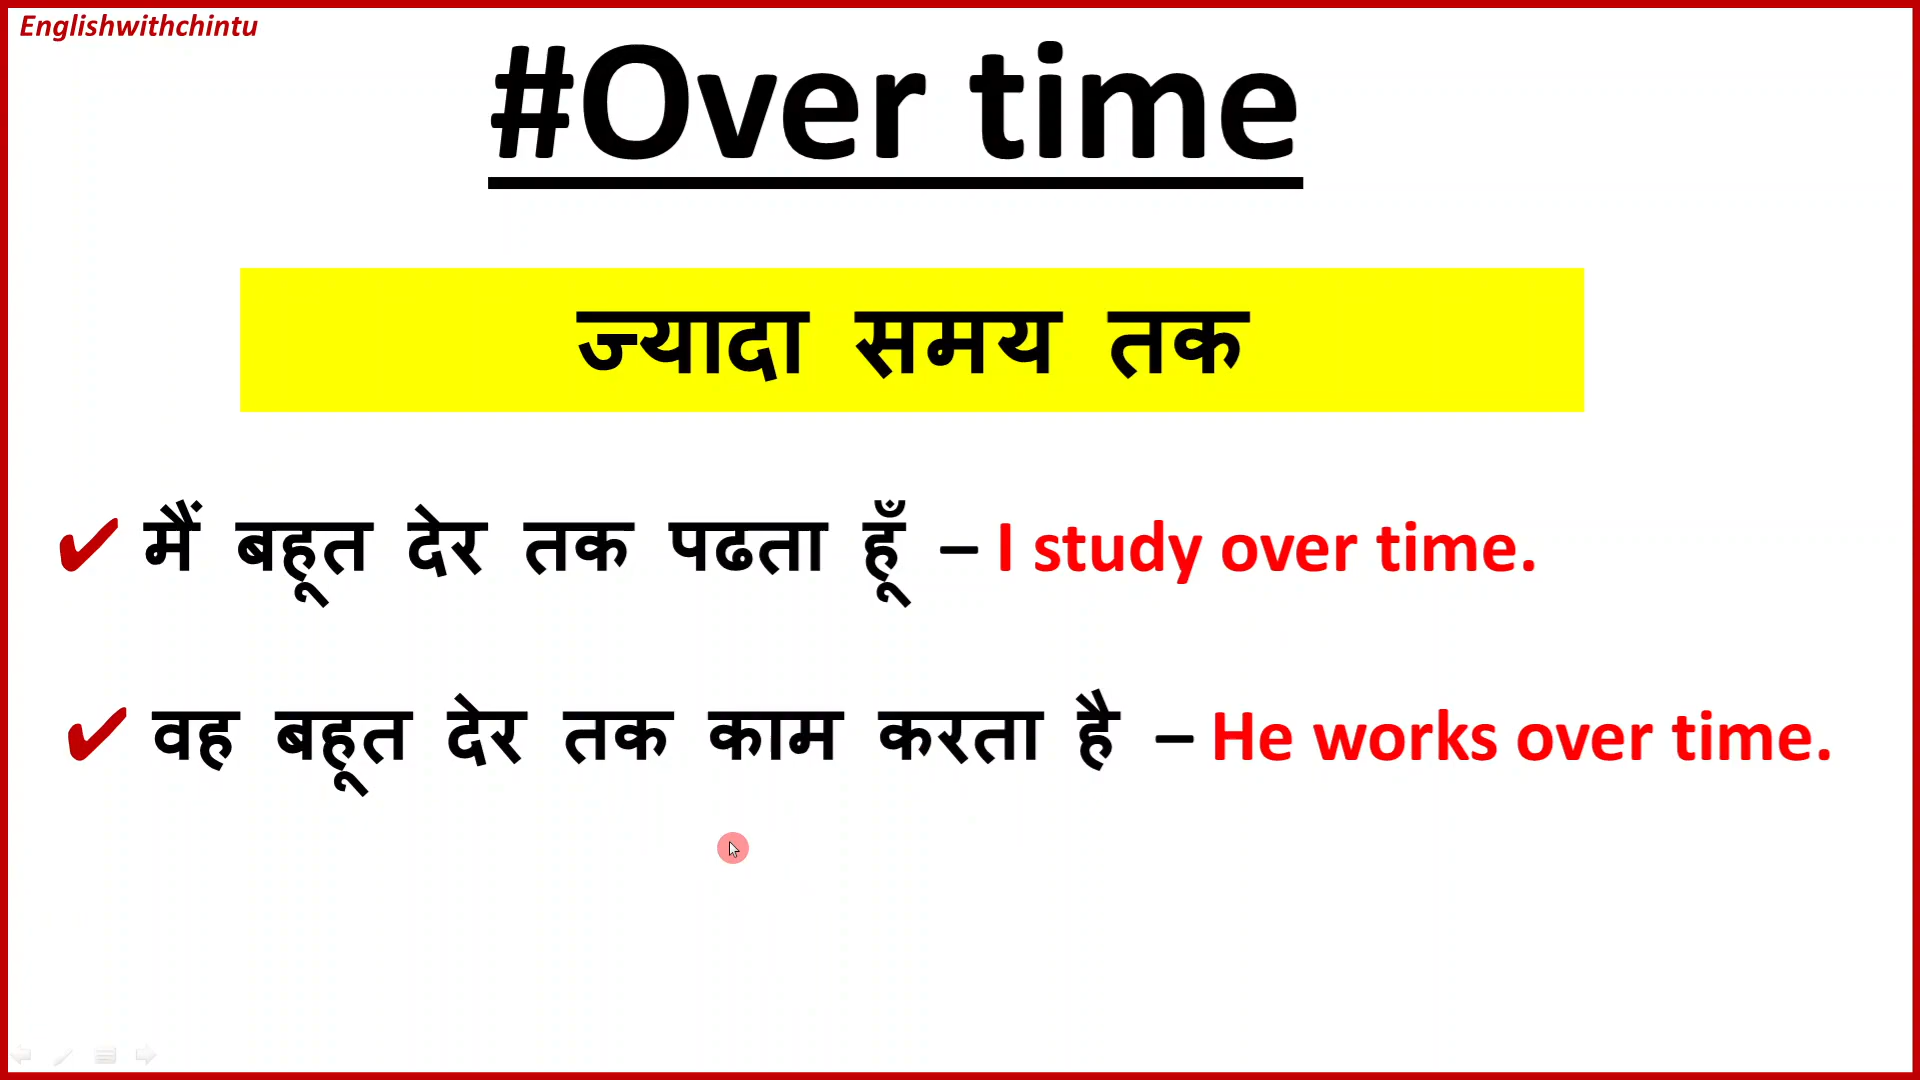 Englishwithchintu
#Over time
ज्यादा समय तक
✔ मैं बहूत देर तक पढता हूँ – I study over time.
✔ वह बहूत देर तक काम करता है – He works over time.